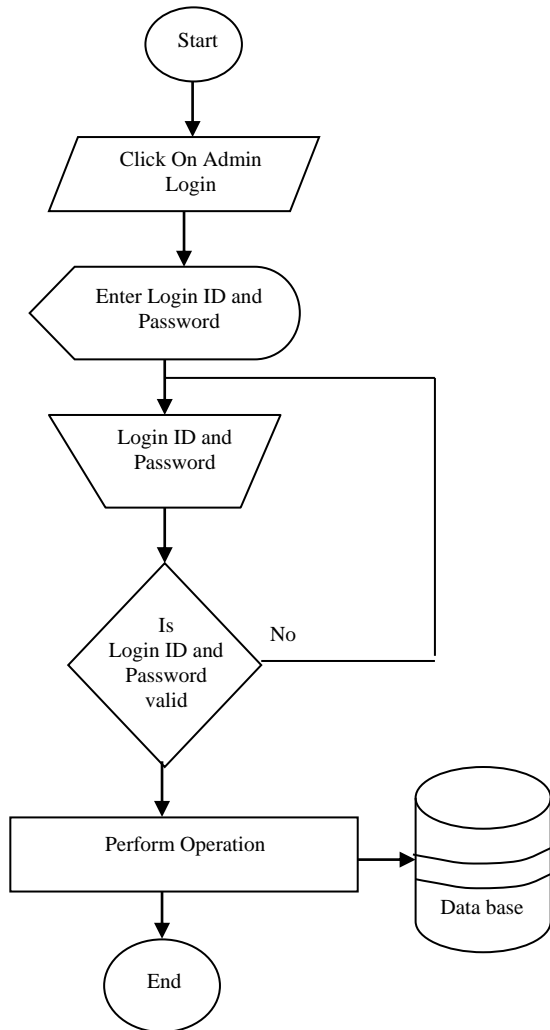 Start
Click On Admin
Login
Enter Login ID and
Password
Login ID and
Password
Is
Login ID and
Password
valid
No
Perform Operation
Data base
End